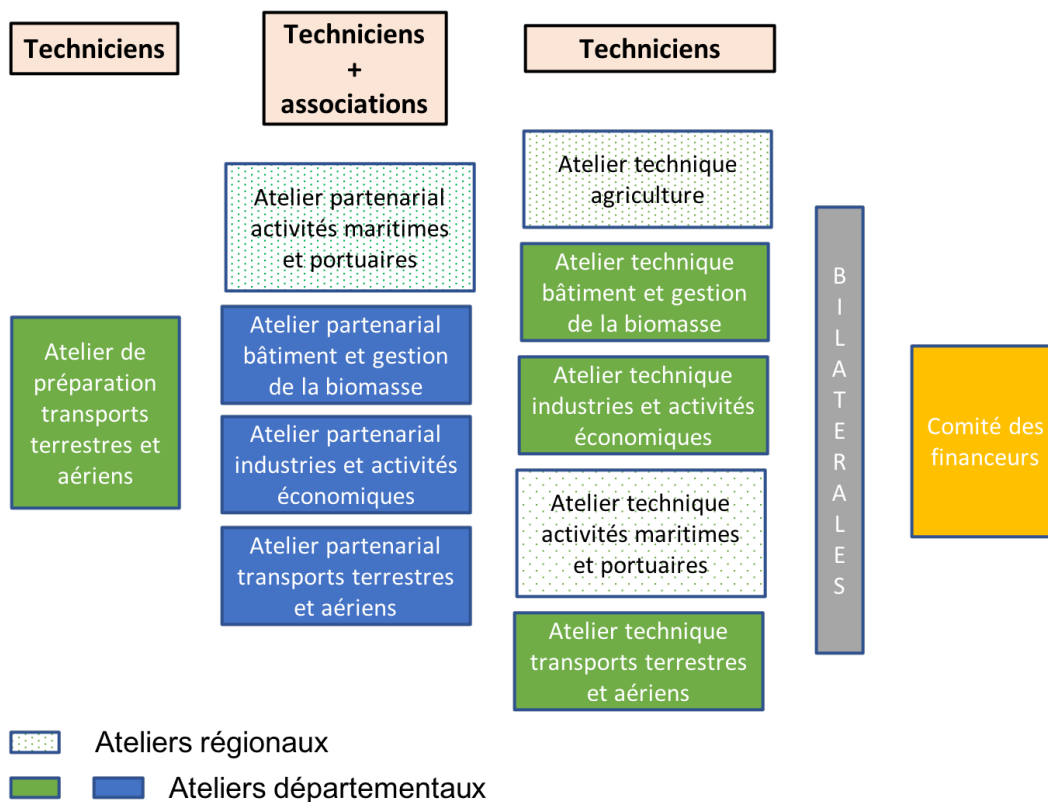 Techniciens
Techniciens
+
associations
Techniciens
Atelier de
préparation
transports
terrestres et
aériens
Atelier partenarial
activités maritimes
et portuaires
Atelier partenarial
bâtiment et gestion
de la biomasse
Atelier partenarial
industries et activités
économiques
Atelier partenarial
transports terrestres
et aériens
Atelier technique
agriculture
Atelier technique
bâtiment et gestion
de la biomasse
Atelier technique
industries et activités
économiques
Atelier technique
activités maritimes
et portuaires
Atelier technique
transports terrestres
et aériens
BILATERALES
Comité des
financeurs
Ateliers régionaux
Ateliers départementaux